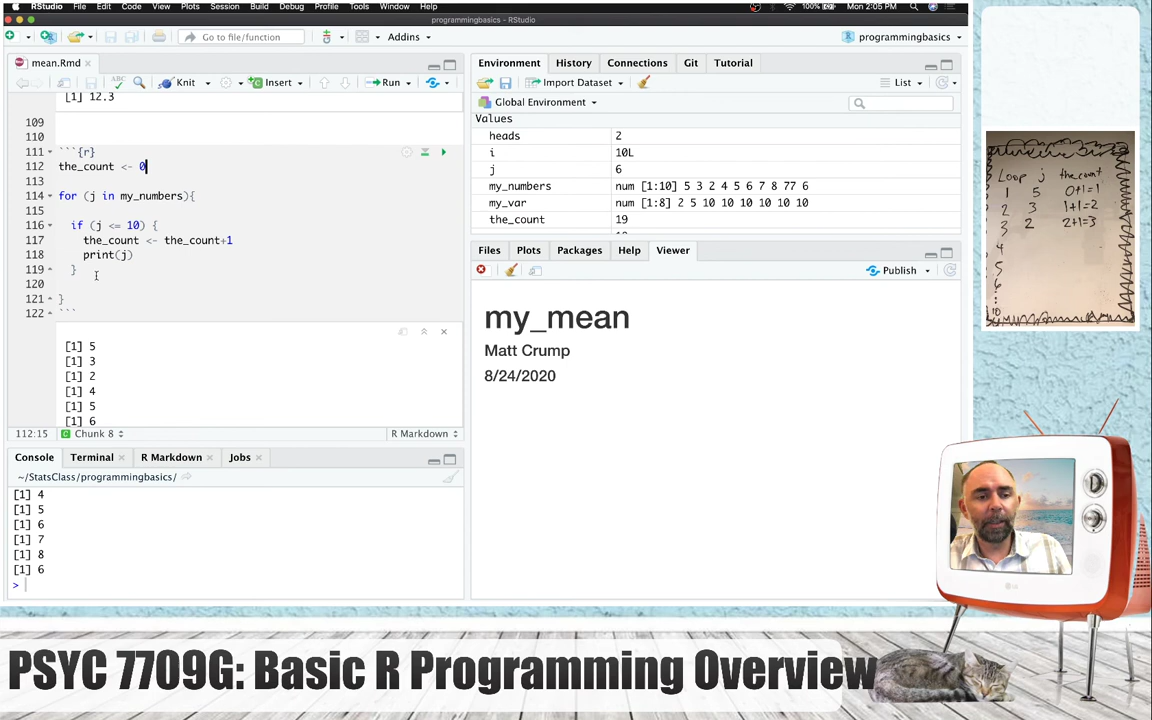 RStudio File Edit Code View Plots Session Build Debug Profile Tools Window Help 100% Mon 2:05 PM
programmingbasics - RStudio
Go to file/function Addins programmingbasics
mean.Rmd
ABC Knit Insert Run
[1] 12.3
109
110
111 ```{r}
112 the_count <- 0
113
114 for (j in my_numbers){
115
116 if (j <= 10) {
117 the_count <- the_count+1
118 print(j)
119 }
120
121 }
122 ```
[1] 5
[1] 3
[1] 2
[1] 4
[1] 5
[1] 6
112:15 Chunk 8 R Markdown
Console Terminal R Markdown Jobs
~/StatsClass/programmingbasics/
[1] 4
[1] 5
[1] 6
[1] 7
[1] 8
[1] 6
>
Environment History Connections Git Tutorial
Import Dataset List
Global Environment
Values
heads 2
i 10L
j 6
my_numbers num [1:10] 5 3 2 4 5 6 7 8 77 6
my_var num [1:8] 2 5 10 10 10 10 10 10
the_count 19
Files Plots Packages Help Viewer
Publish
my_mean
Matt Crump
8/24/2020
Loop j the count
1 5 0+1=1
2 3 1+1=2
3 2 2+1=3
4
5
6
:
10
LG
PSYC 7709G: Basic R Programming Overview